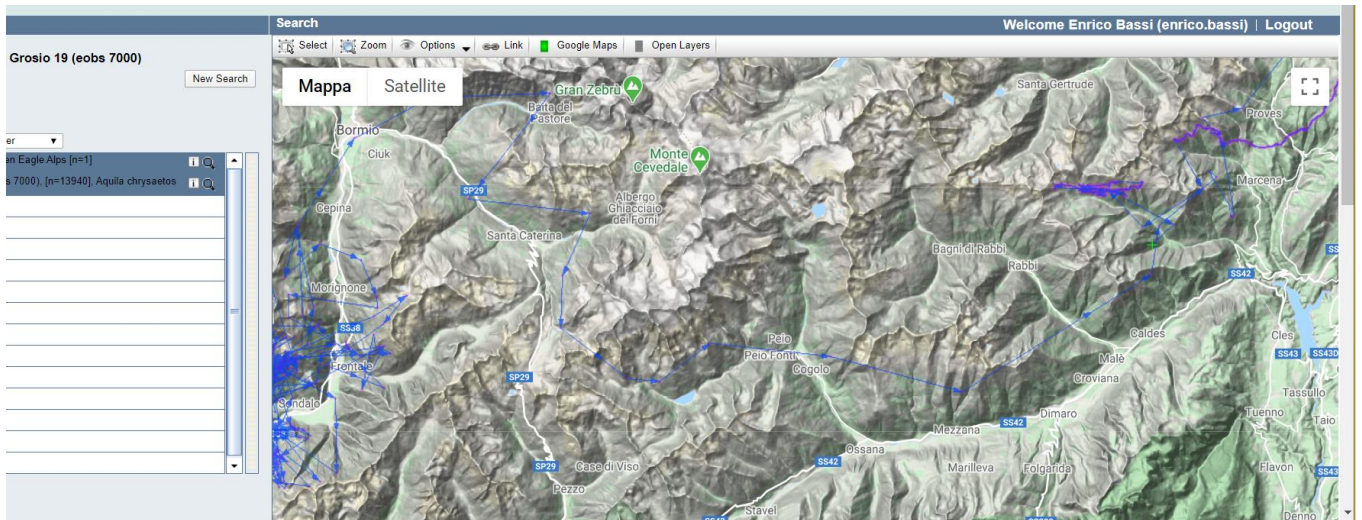 Search
Welcome Enrico Bassi (enrico.bassi) | Logout
Grosio 19 (eobs 7000)
New Search
er
an Eagle Alps [n=1]
s 7000), [n=13940], Aquila chrysaetos
Select
Zoom
Options
Link
Google Maps
Open Layers
Mappa
Satellite
Gran Zebrù
Baita del
Pastore
Santa Gertrude
Proves
Bormio
Ciuk
Monte
Cevedale
Marcena
SP29
Albergo
Ghiacciaio
dei Forni
Cepina
Santa Caterina
Bagni di Rabbi
Rabbi
SS42
Morignone
SS38
Frontale
Peio
Peio Fonti
Cogolo
Caldes
Malè
Croviana
Cles
SS43
SS43D
SP29
Sondalo
Tassullo
Dimaro
Tuenno
Taio
Mezzana
SS42
Ossana
SS42
SP29
Case di Viso
Marilleva
Folgarida
Flavon
SS43
Pezzo
Stavel
Denno